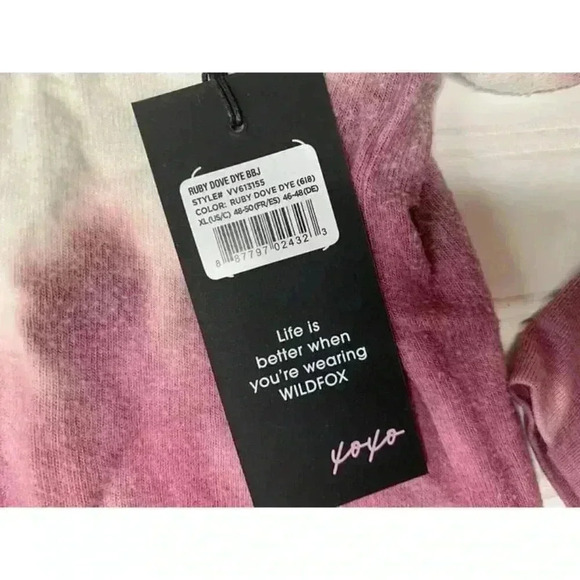 RUBY DOVE DYE BBJ
STYLE# VV613155
COLOR: RUBY DOVE DYE (618)
XL(US/C) 48-50(FR/ES) 46-48(DE)
8 87797 02432 3
Life is
better when
you're wearing
WILDFOX
xoxo